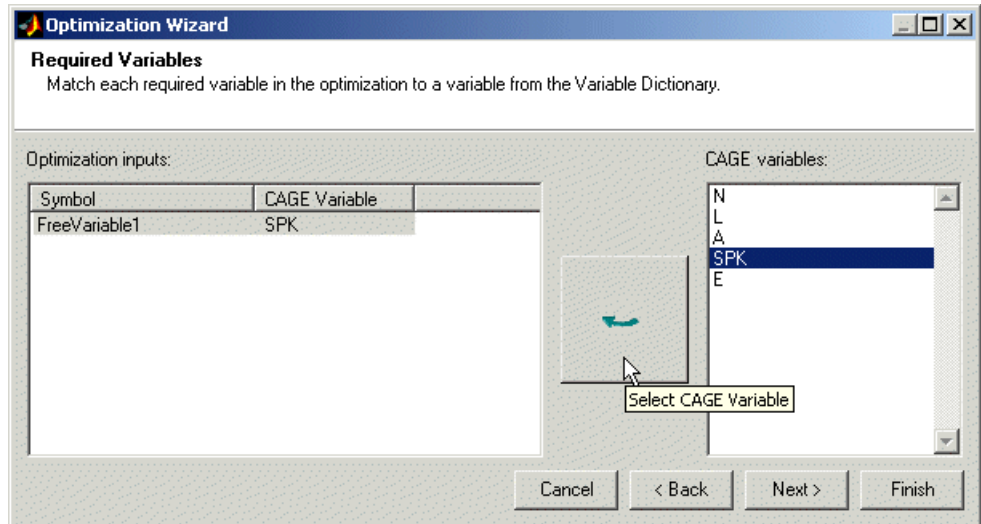 Optimization Wizard
Required Variables
Match each required variable in the optimization to a variable from the Variable Dictionary.
Optimization inputs:
CAGE variables:
Symbol CAGE Variable
FreeVariable1 SPK
N
L
A
SPK
E
Select CAGE Variable
Cancel < Back Next > Finish